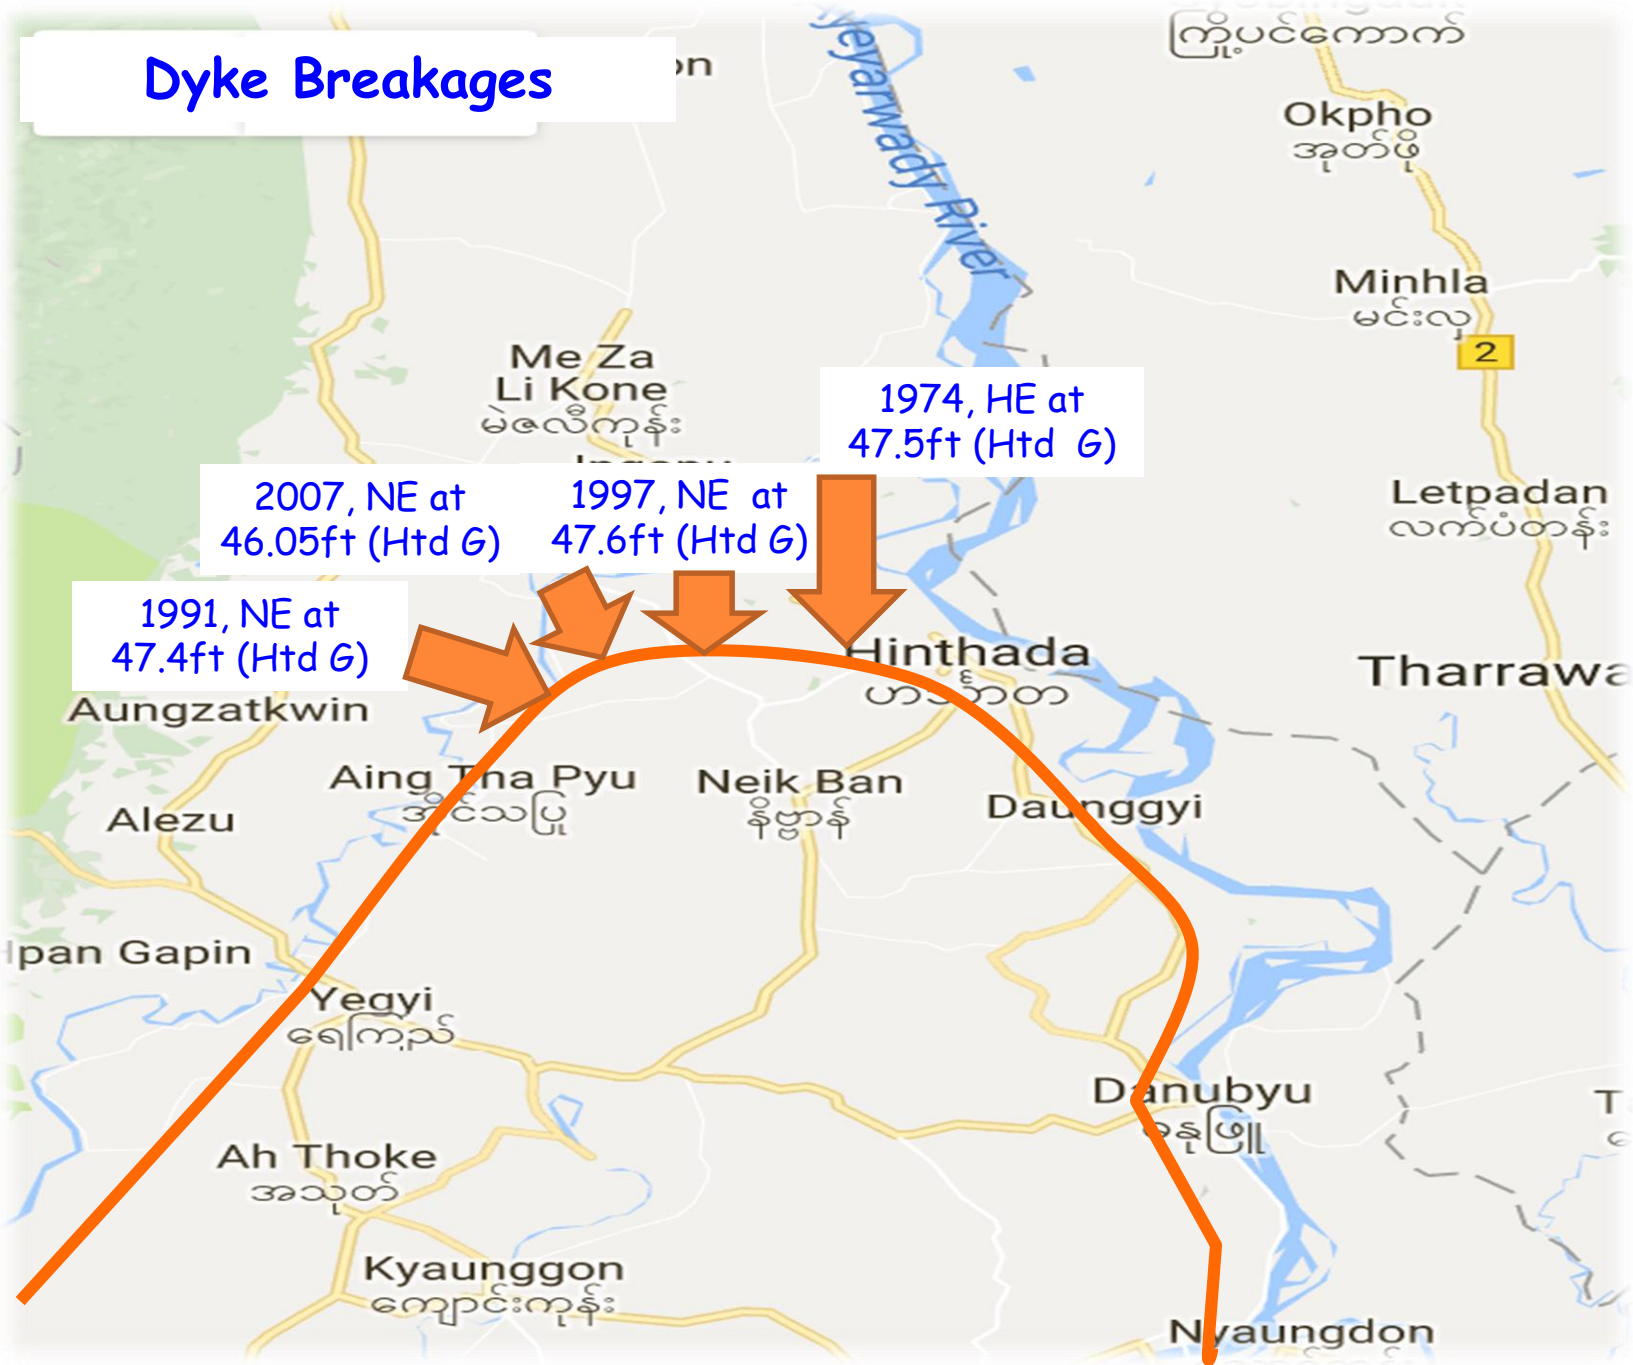 Dyke Breakages
on
Ayeyarwady River
ကြို့ပင်ကောက်
Okpho
အုတ်ဖို
Minhla
မင်းလှ
2
Me Za
Li Kone
မဲဇလီကုန်း
Ingapu
1974, HE at
47.5ft (Htd G)
2007, NE at
46.05ft (Htd G)
1997, NE at
47.6ft (Htd G)
Letpadan
လက်ပံတန်း
1991, NE at
47.4ft (Htd G)
Hinthada
ဟင်္သာတ
Tharrawa
Aungzatkwin
Aing Tha Pyu
အိုင်သပြု
Neik Ban
နိဗ္ဗာန်
Daunggyi
Alezu
Hpan Gapin
Yegyi
ရေကြည်
Danubyu
ဓနုဖြူ
Ah Thoke
အသုတ်
Kyaunggon
ကျောင်းကုန်း
Nyaungdon